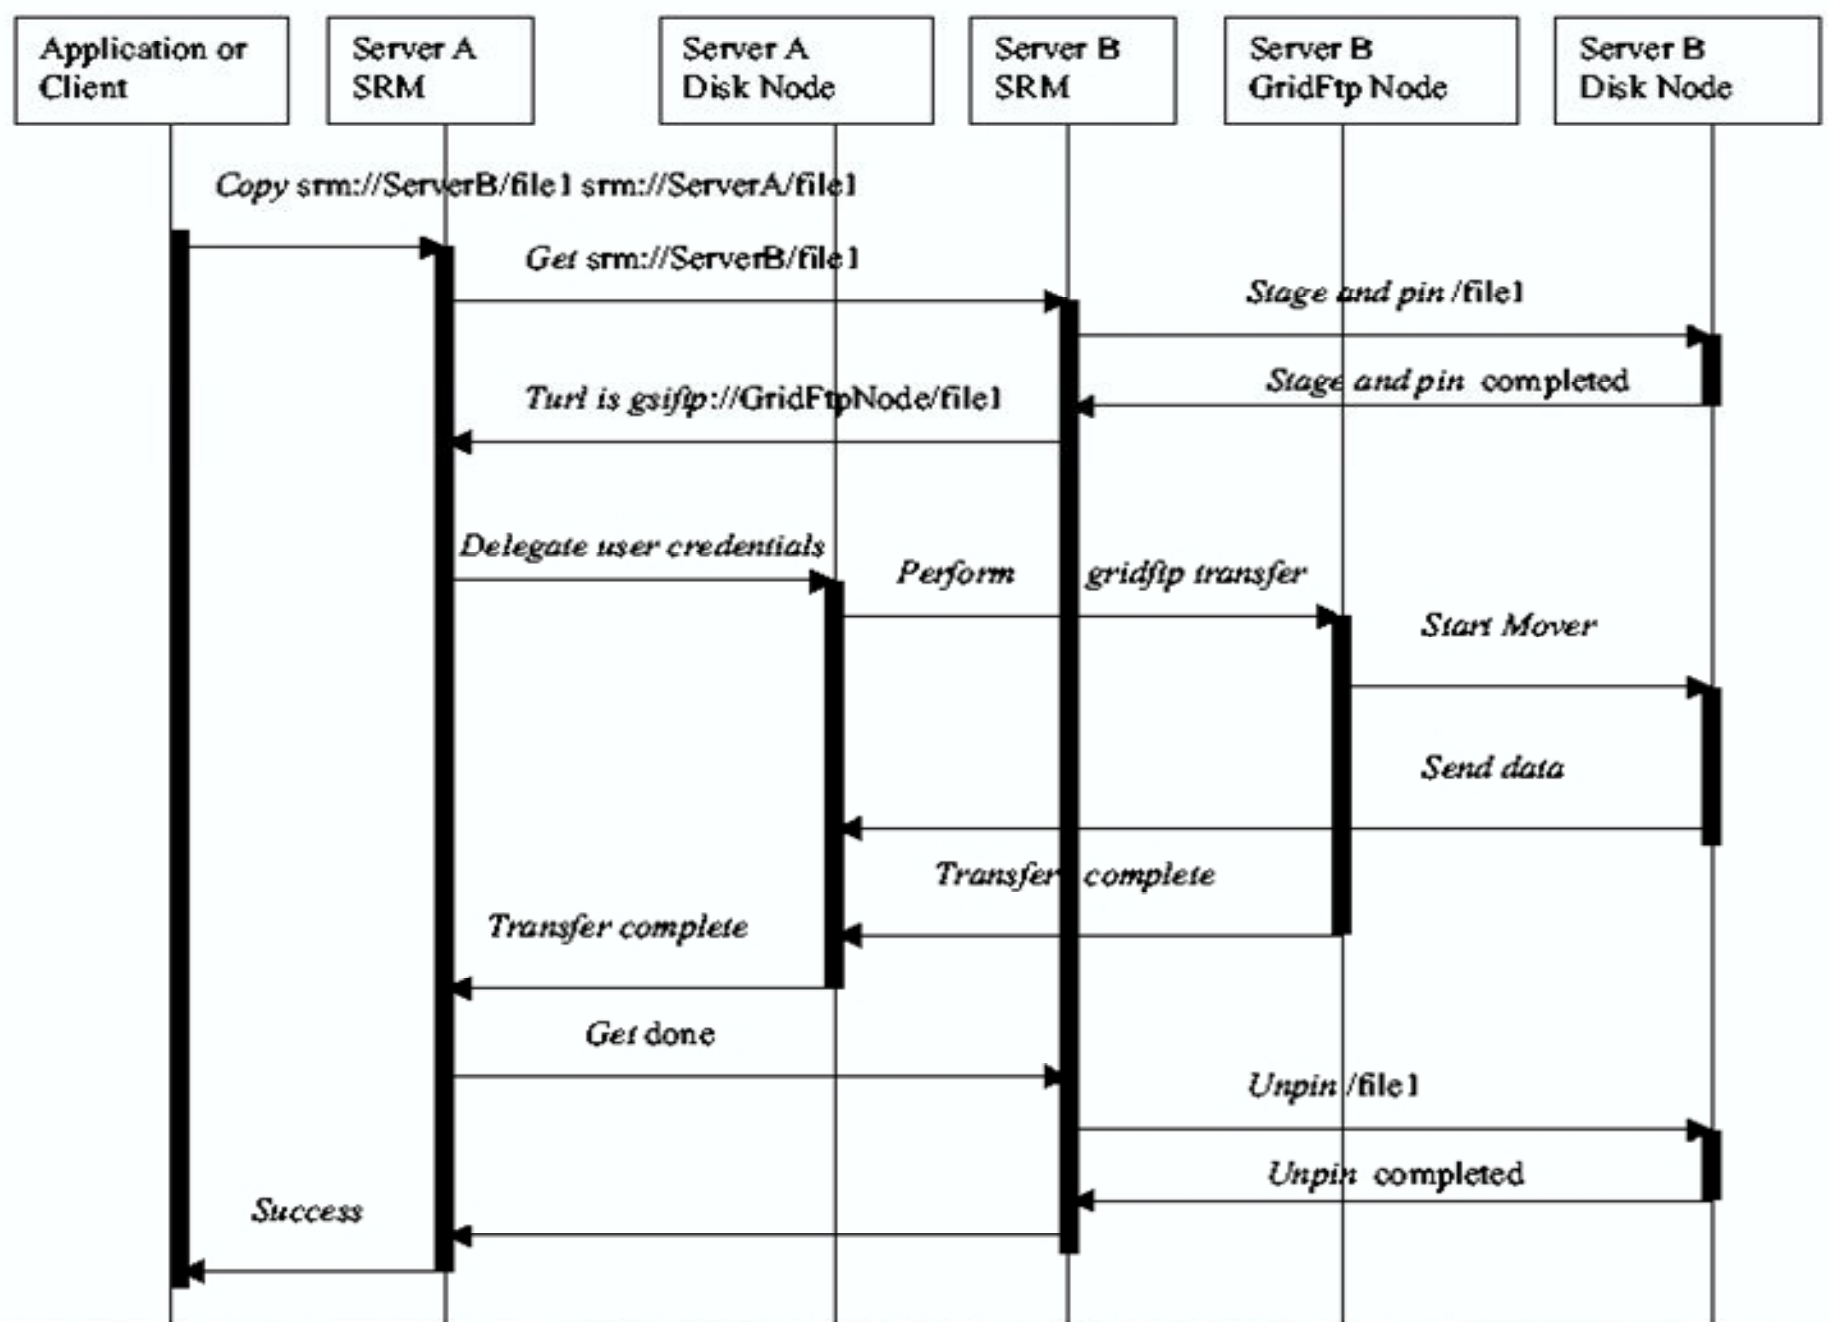 Application or
Client
Server A
SRM
Server A
Disk Node
Server B
SRM
Server B
GridFtp Node
Server B
Disk Node
Copy srm://ServerB/file1 srm://ServerA/file1
Get srm://ServerB/file1
Stage and pin /file1
Stage and pin completed
Turl is gsiftp://GridFtpNode/file1
Delegate user credentials
Perform gridftp transfer
Start Mover
Send data
Transfer complete
Transfer complete
Get done
Unpin /file1
Unpin completed
Success